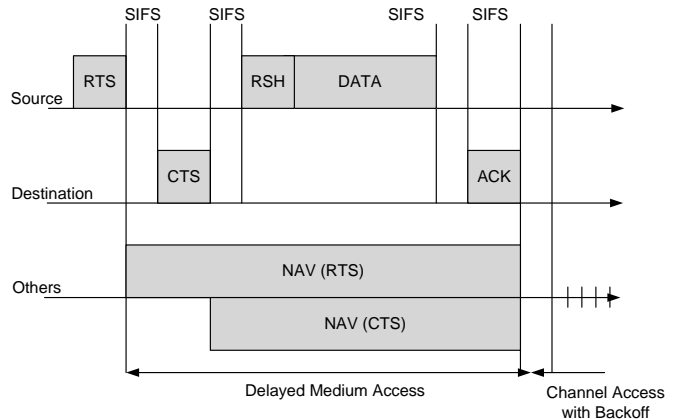 SIFS SIFS SIFS SIFS
RTS RSH DATA
Source
CTS ACK
Destination
NAV (RTS)
Others
NAV (CTS)
Delayed Medium Access
Channel Access
with Backoff